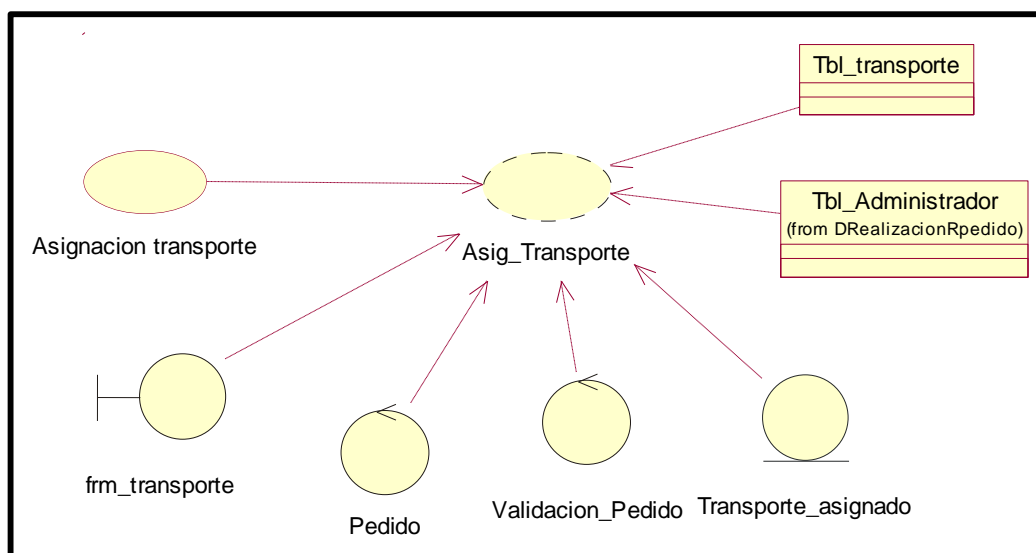 Tbl_transporte
Tbl_Administrador
(from DRealizacionRpedido)
Asignacion transporte
Asig_Transporte
frm_transporte
Pedido
Validacion_Pedido
Transporte_asignado